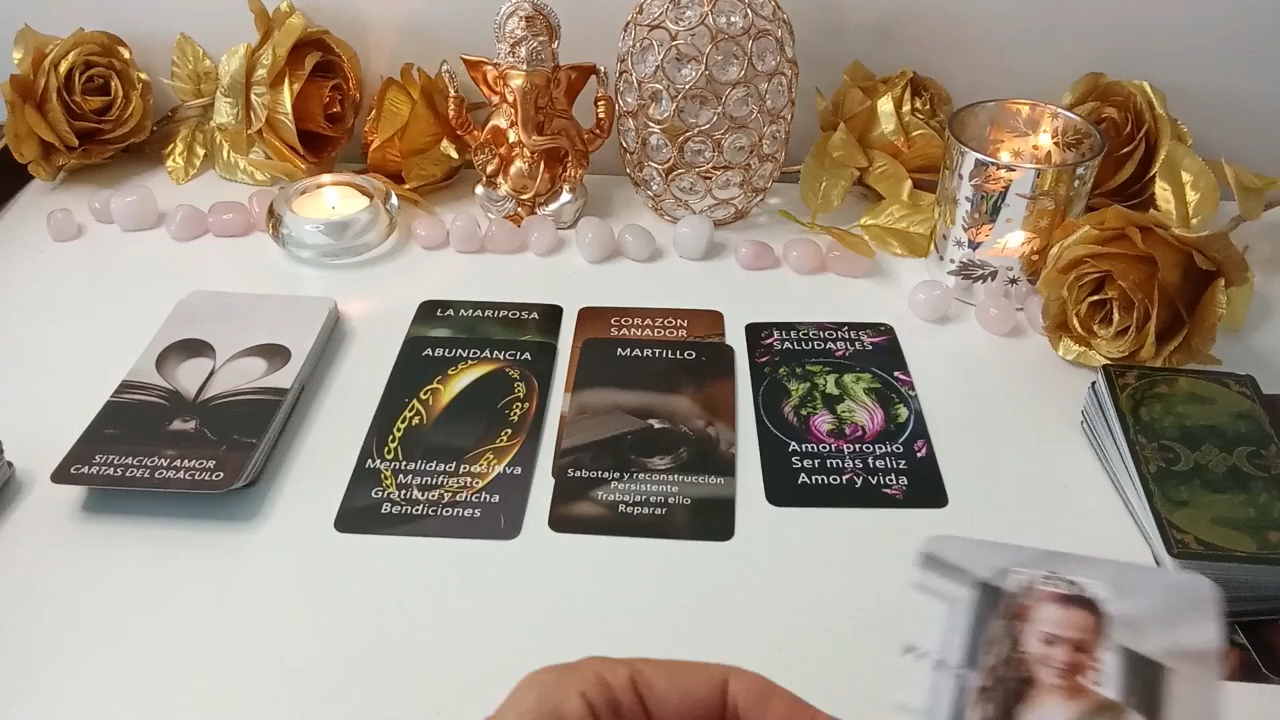 SITUACIÓN AMOR
CARTAS DEL ORÁCULO
LA MARIPOSA
ABUNDANCIA
Mentalidad positiva
Manifiesto
Gratitud y dicha
Bendiciones
CORAZÓN
SANADOR
MARTILLO
Sabotaje y reconstrucción
Persistente
Trabajar en ello
Reparar
ELECCIONES
SALUDABLES
Amor propio
Ser más feliz
Amor y vida